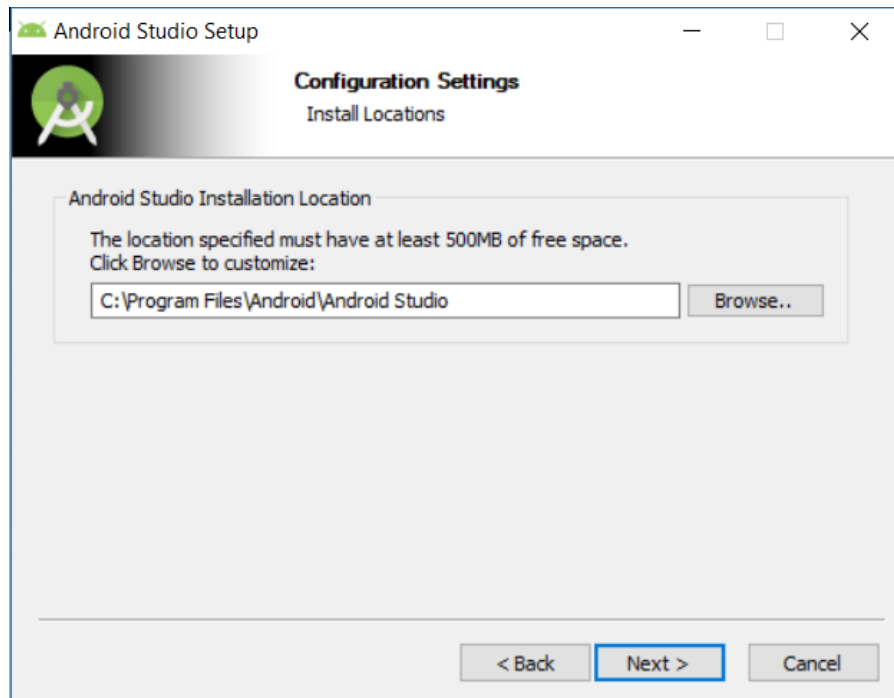 Android Studio Setup
Configuration Settings
Install Locations
Android Studio Installation Location
The location specified must have at least 500MB of free space.
Click Browse to customize:
C:\Program Files\Android\Android Studio
Browse..
< Back
Next >
Cancel